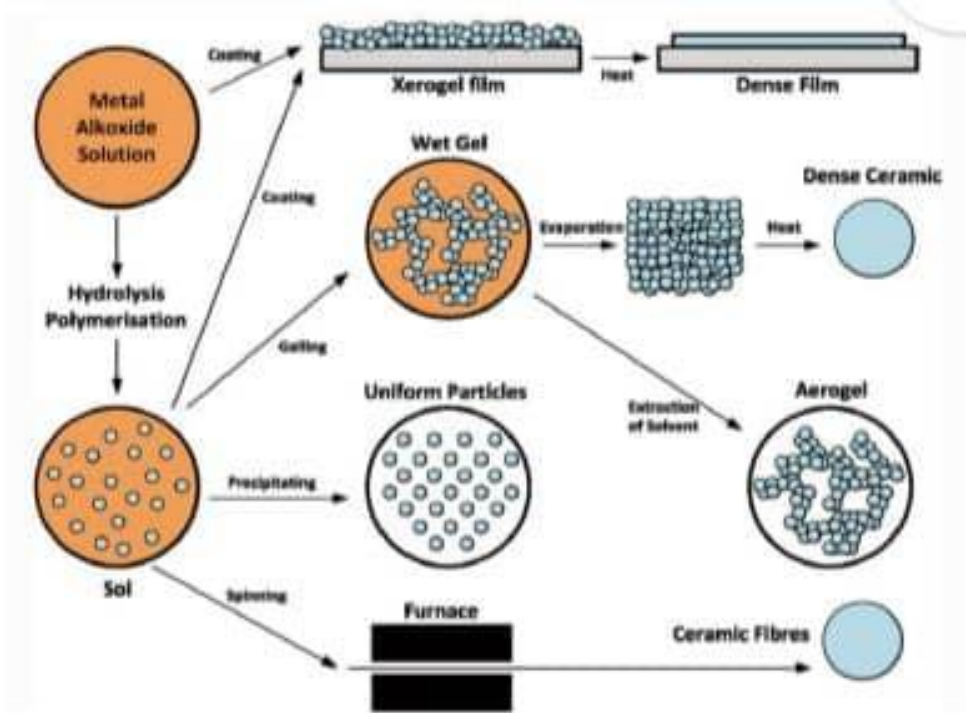 Metal
Alkoxide
Solution
Coating
Xerogel film
Heat
Dense Film
Hydrolysis
Polymerisation
Coating
Wet Gel
Evaporation
Heat
Dense Ceramic
Gelling
Extraction
of Solvent
Aerogel
Sol
Precipitating
Uniform Particles
Spinning
Furnace
Ceramic Fibres